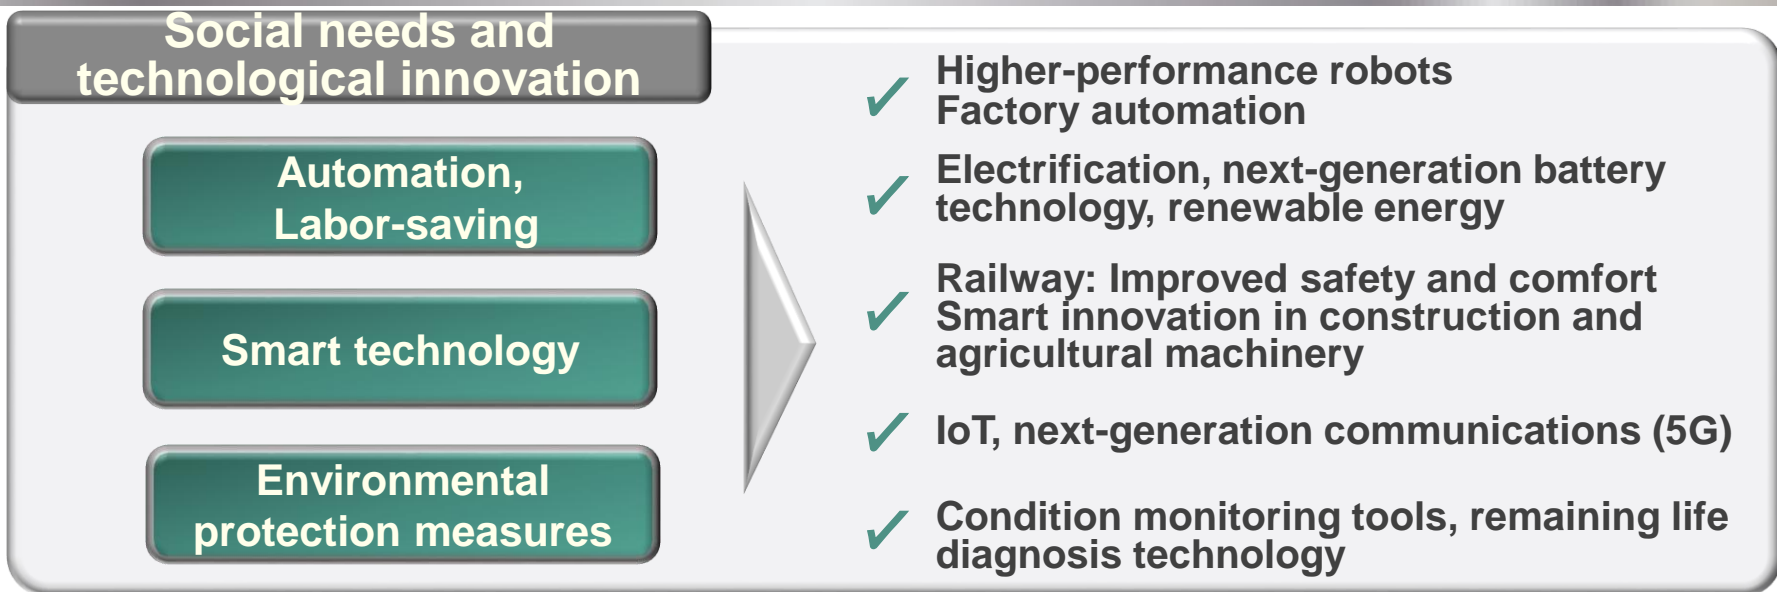 Social needs and
technological innovation
Automation,
Labor-saving
Smart technology
Environmental
protection measures
✓ Higher-performance robots
Factory automation
✓ Electrification, next-generation battery
technology, renewable energy
✓ Railway: Improved safety and comfort
Smart innovation in construction and
agricultural machinery
✓ IoT, next-generation communications (5G)
✓ Condition monitoring tools, remaining life
diagnosis technology